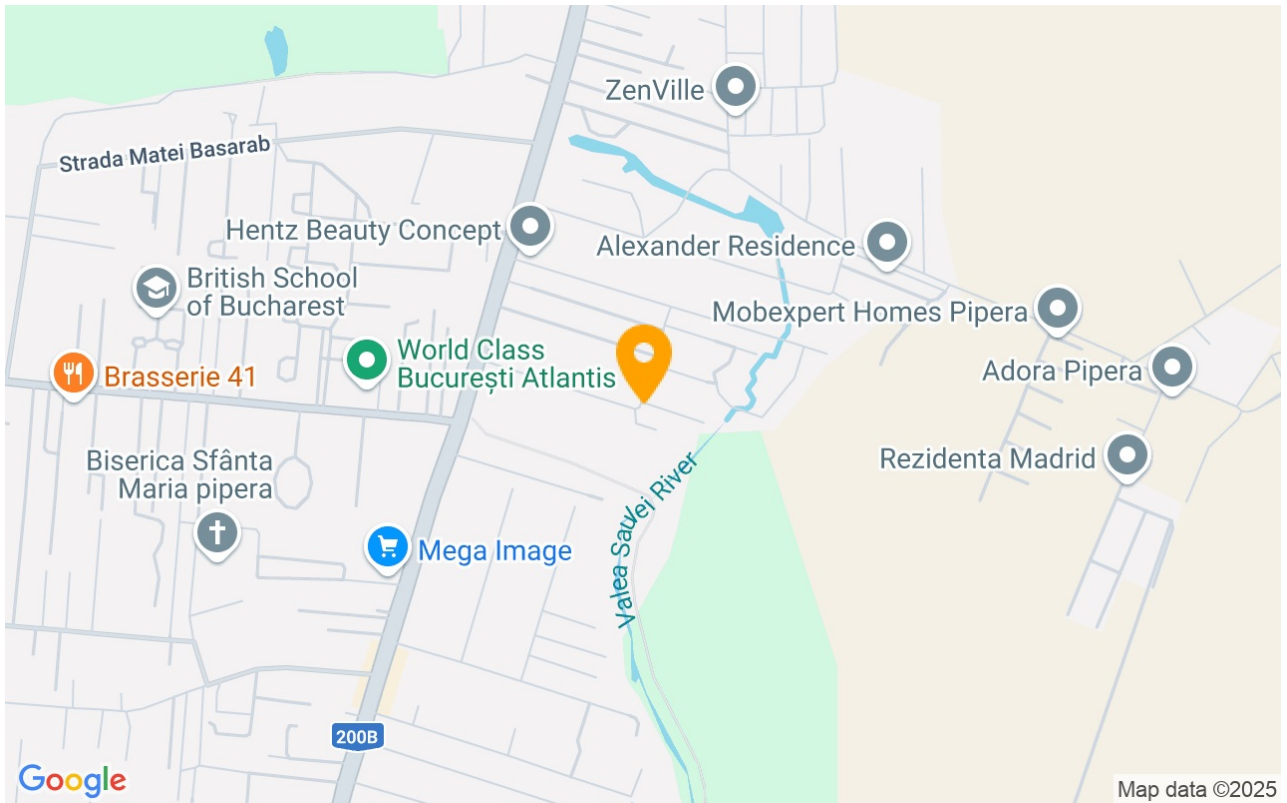 ZenVille
Strada Matei Basarab
Hentz Beauty Concept
Alexander Residence
British School
of Bucharest
Mobexpert Homes Pipera
World Class
București Atlantis
Brasserie 41
Adora Pipera
Biserica Sfânta
Maria pipera
Rezidenta Madrid
Valea Saulei River
Mega Image
200B
Google
Map data ©2025